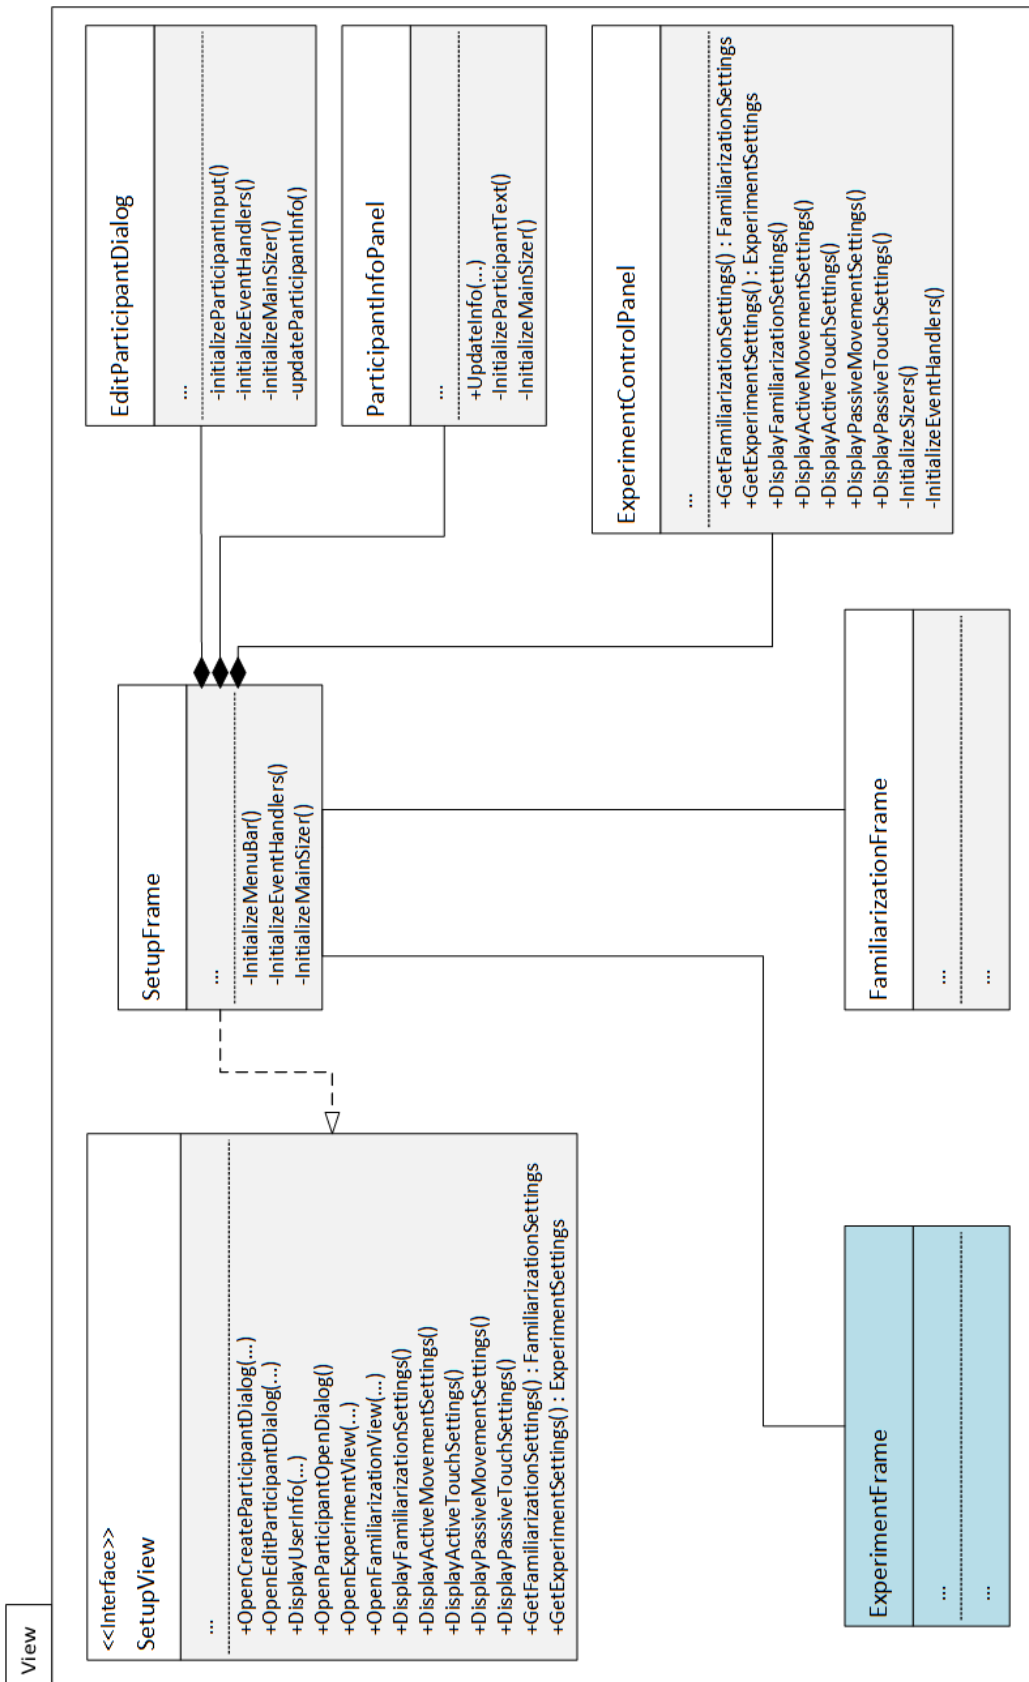 View
<<Interface>>
SetupView
...
+OpenCreateParticipantDialog(...)
+OpenEditParticipantDialog(...)
+DisplayUserInfo(...)
+OpenParticipantOpenDialog()
+OpenExperimentView(...)
+OpenFamiliarizationView(...)
+DisplayFamiliarizationSettings()
+DisplayActiveMovementSettings()
+DisplayActiveTouchSettings()
+DisplayPassiveMovementSettings()
+DisplayPassiveTouchSettings()
+GetFamiliarizationSettings() : FamiliarizationSettings
+GetExperimentSettings() : ExperimentSettings
SetupFrame
...
-InitializeMenuBar()
-InitializeEventHandlers()
-InitializeMainSizer()
EditParticipantDialog
...
-initializeParticipantInput()
-initializeEventHandlers()
-initializeMainSizer()
-updateParticipantInfo()
ParticipantInfoPanel
...
+UpdateInfo(...)
-InitializeParticipantText()
-InitializeMainSizer()
ExperimentControlPanel
...
+GetFamiliarizationSettings() : FamiliarizationSettings
+GetExperimentSettings() : ExperimentSettings
+DisplayFamiliarizationSettings()
+DisplayActiveMovementSettings()
+DisplayActiveTouchSettings()
+DisplayPassiveMovementSettings()
+DisplayPassiveTouchSettings()
-InitializeSizers()
-InitializeEventHandlers()
ExperimentFrame
...
...
FamiliarizationFrame
...
...